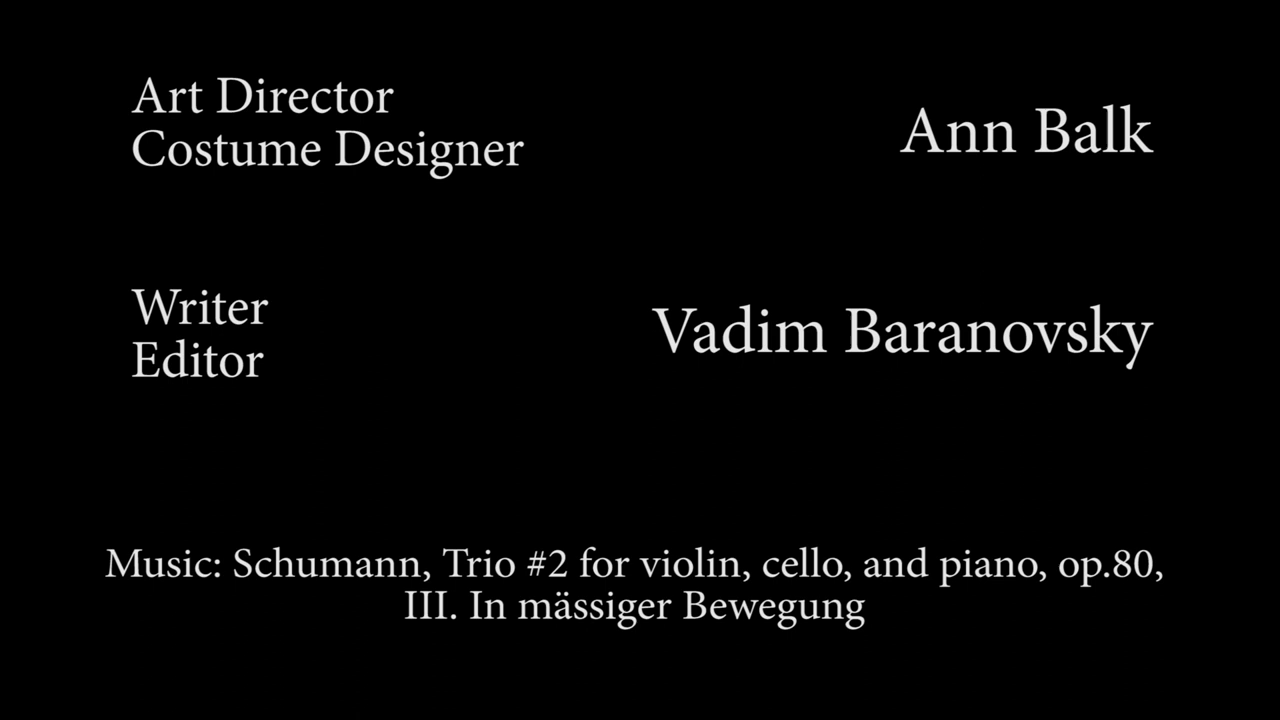 Art Director
Costume Designer
Ann Balk
Writer
Editor
Vadim Baranovsky
Music: Schumann, Trio #2 for violin, cello, and piano, op.80,
III. In mässiger Bewegung